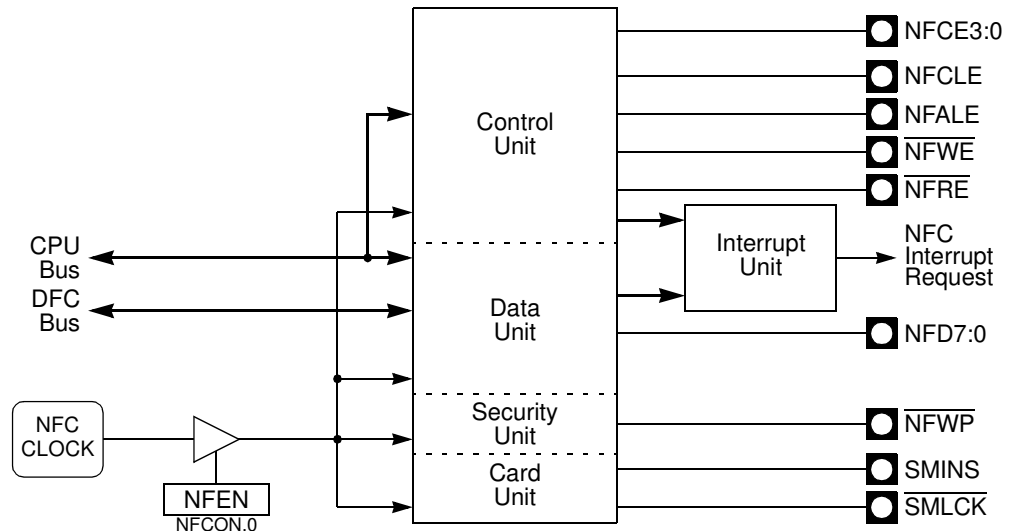 NFCE3:0
NFCLE
NFALE
NFWE
NFRE
Control
Unit
CPU
Bus
DFC
Bus
Interrupt
Unit
NFC
Interrupt
Request
Data
Unit
NFD7:0
NFC
CLOCK
NFEN
NFCON.0
Security
Unit
NFWP
Card
Unit
SMINS
SMLCK